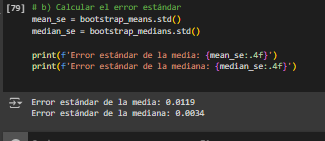 [79] # b) Calcular el error estándar
mean_se = bootstrap_means.std()
median_se = bootstrap_medians.std()
print(f'Error estándar de la media: {mean_se:.4f}')
print(f'Error estándar de la mediana: {median_se:.4f}')
Error estándar de la media: 0.0119
Error estándar de la mediana: 0.0034